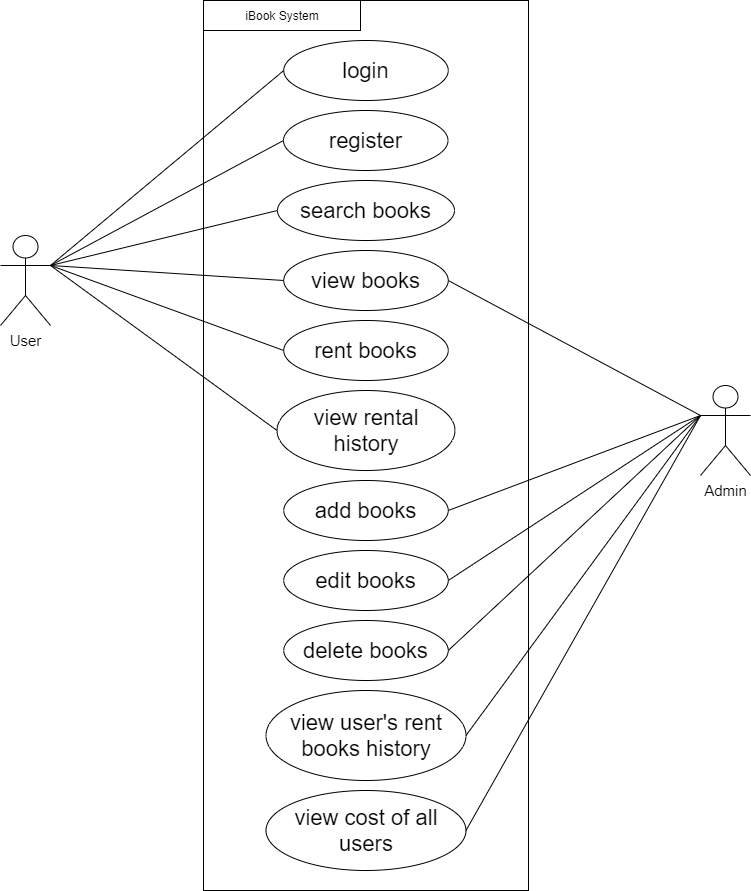 iBook System
login
register
search books
view books
User
rent books
view rental
history
Admin
add books
edit books
delete books
view user's rent
books history
view cost of all
users